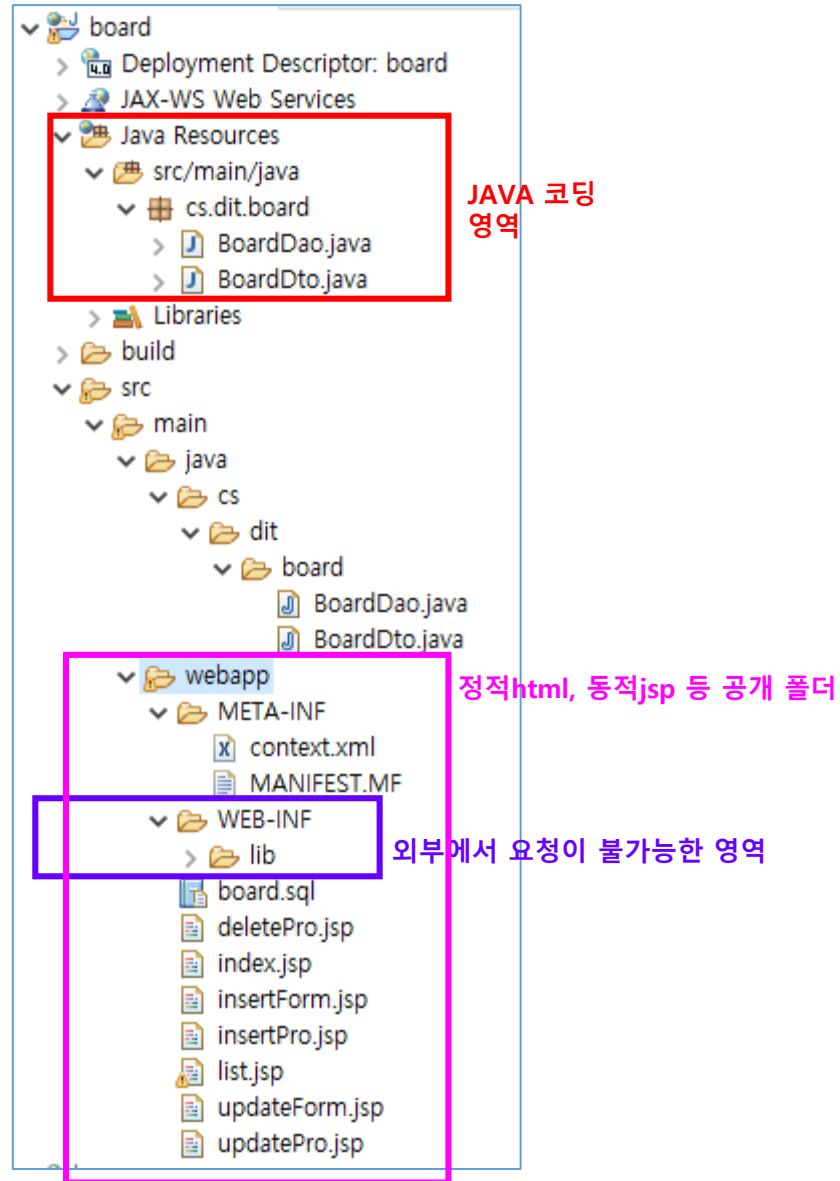 board
Deployment Descriptor: board
JAX-WS Web Services
Java Resources
src/main/java
cs.dit.board
BoardDao.java
BoardDto.java
JAVA 코딩
영역
Libraries
build
src
main
java
cs
dit
board
BoardDao.java
BoardDto.java
webapp
정적html, 동적jsp 등 공개 폴더
META-INF
context.xml
MANIFEST.MF
WEB-INF
lib
외부에서 요청이 불가능한 영역
board.sql
deletePro.jsp
index.jsp
insertForm.jsp
insertPro.jsp
list.jsp
updateForm.jsp
updatePro.jsp